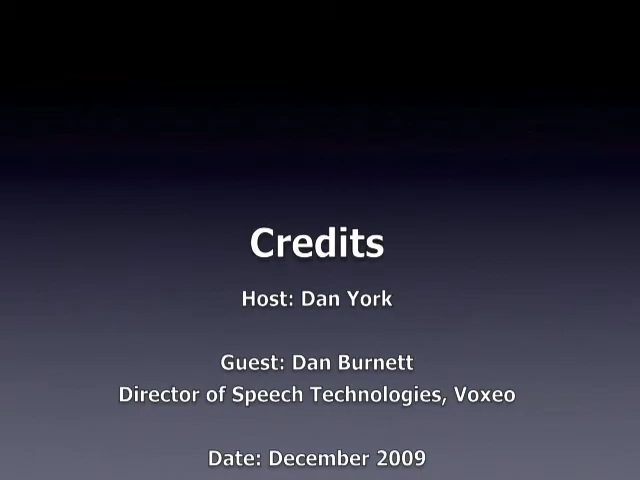 Credits
Host: Dan York
Guest: Dan Burnett
Director of Speech Technologies, Voxeo
Date: December 2009